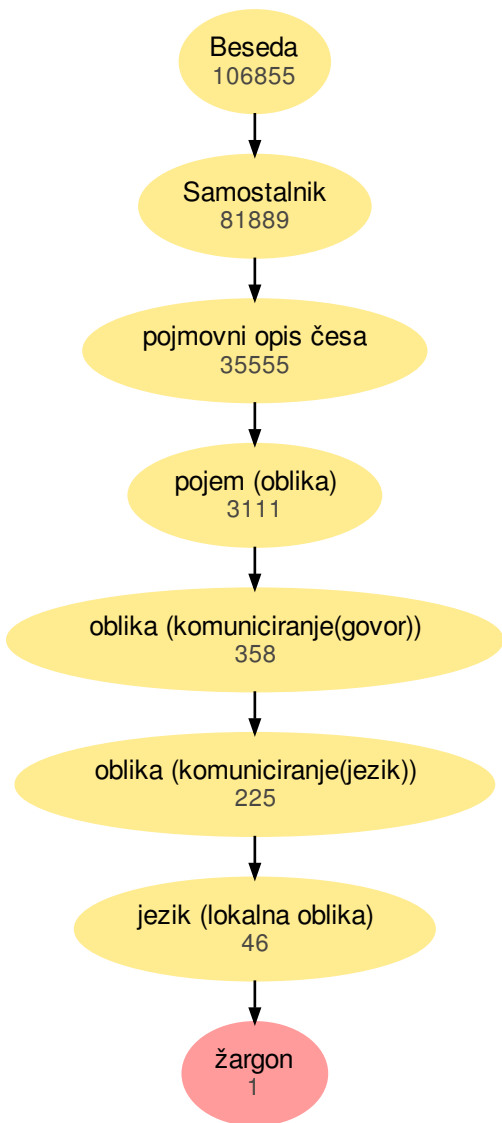 Beseda
106855
Samostalnik
81889
pojmovni opis česa
35555
pojem (oblika)
3111
oblika (komuniciranje(govor))
358
oblika (komuniciranje(jezik))
225
jezik (lokalna oblika)
46
žargon
1